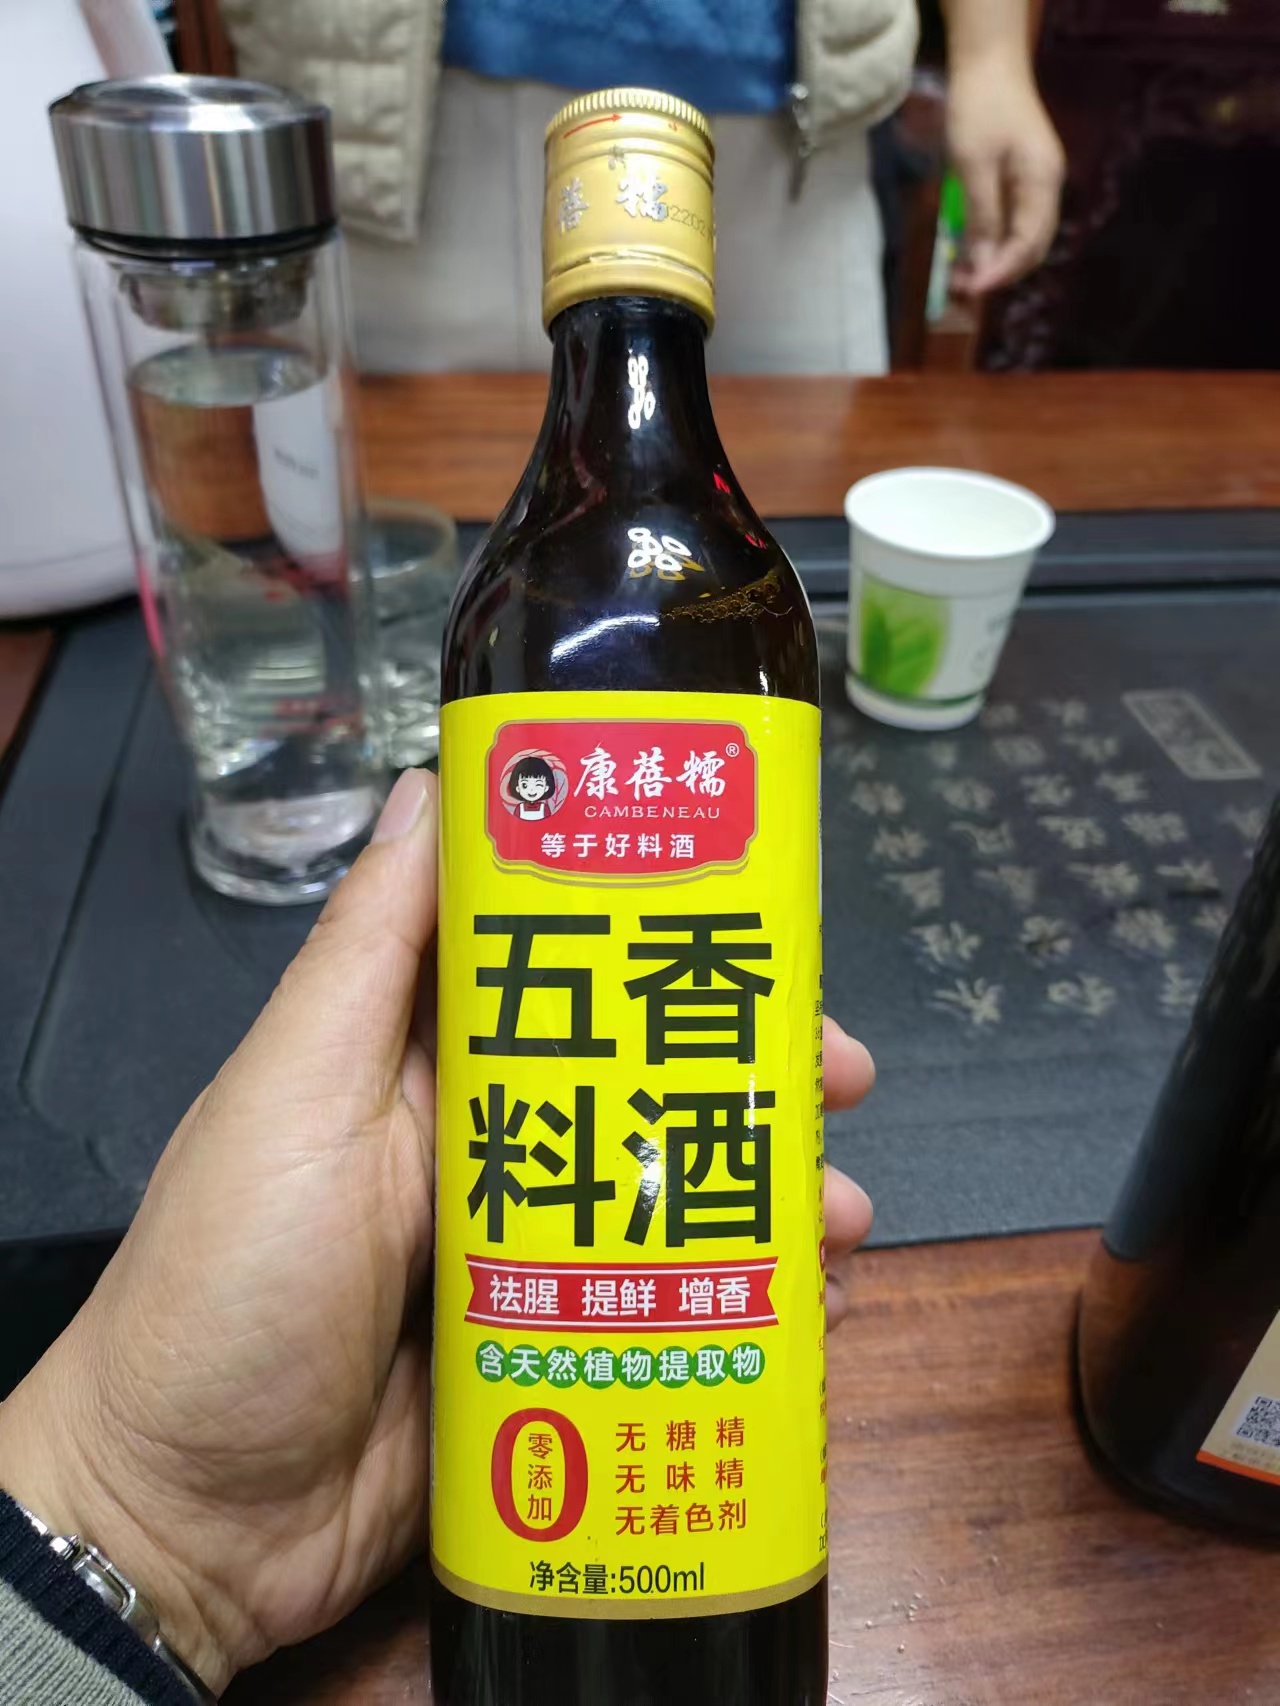 蓓糯
康蓓糯®
CAMBENEAU
等于好料酒
五香
料酒
祛腥 提鲜 增香
含天然植物提取物
0
零添加
无糖精
无味精
无着色剂
净含量:500ml